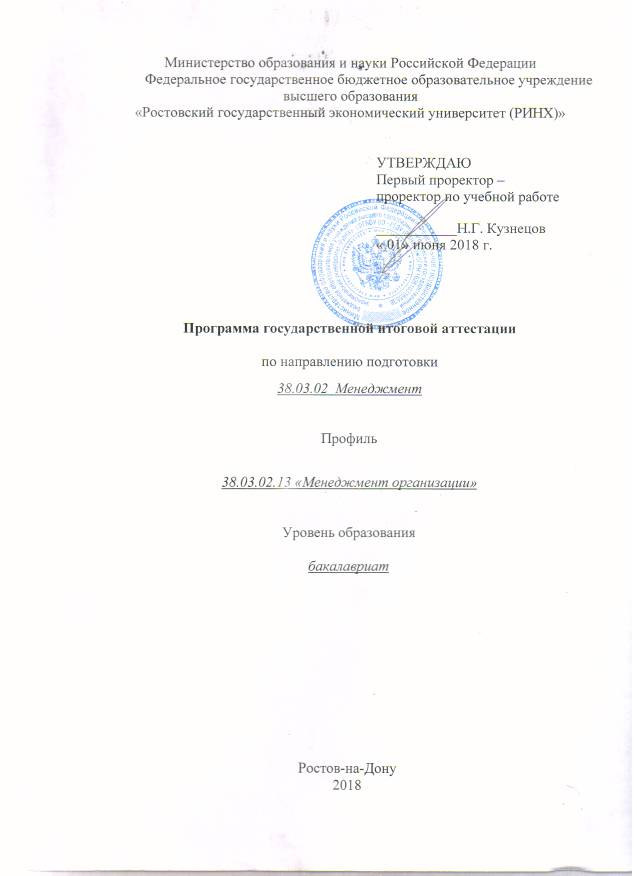 Министерство образования и науки Российской Федерации
Федеральное государственное бюджетное образовательное учреждение
высшего образования
«Ростовский государственный экономический университет (РИНХ)»
УТВЕРЖДАЮ
Первый проректор –
проректор по учебной работе
Н.Г. Кузнецов
« 01» июня 2018 г.
Программа государственной итоговой аттестации
по направлению подготовки
38.03.02 Менеджмент
Профиль
38.03.02.13 «Менеджмент организации»
Уровень образования
бакалавриат
Ростов-на-Дону
2018